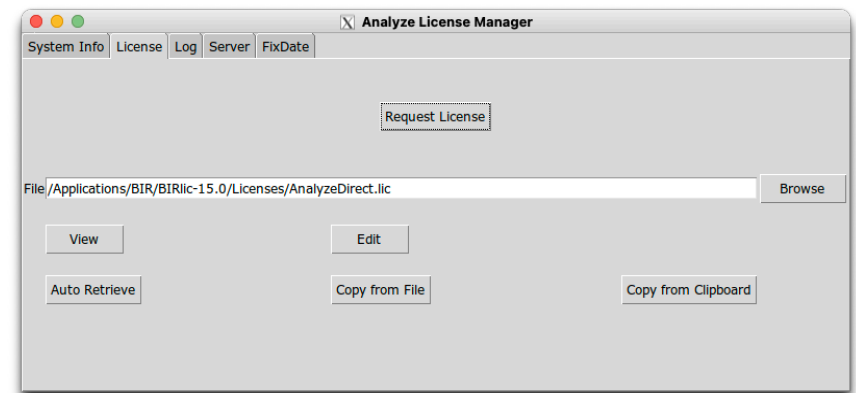 Analyze License Manager
System Info License Log Server FixDate
Request License
File /Applications/BIR/BIRlic-15.0/Licenses/AnalyzeDirect.lic Browse
View Edit
Auto Retrieve Copy from File Copy from Clipboard